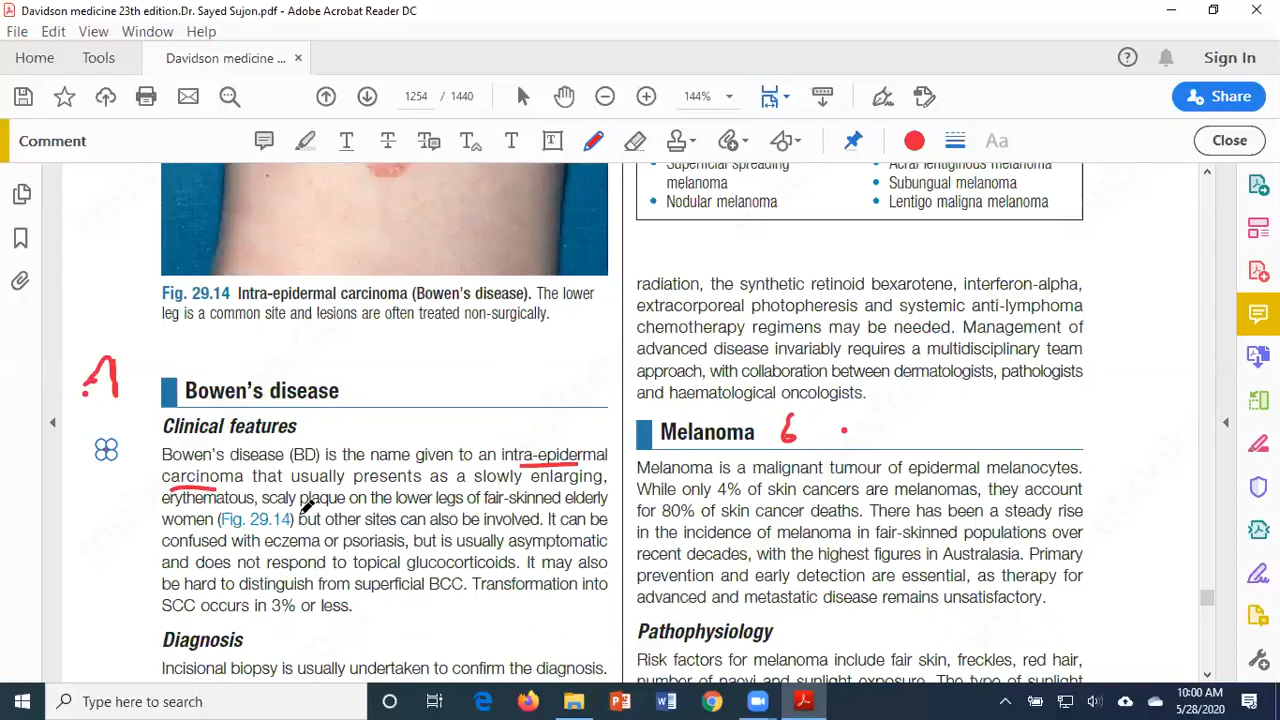 Davidson medicine 23th edition.Dr. Sayed Sujon.pdf - Adobe Acrobat Reader DC
File Edit View Window Help
Home Tools Davidson medicine ... × Sign In
1254 / 1440 144% Share
Comment Close
Fig. 29.14 Intra-epidermal carcinoma (Bowen's disease). The lower
leg is a common site and lesions are often treated non-surgically.
Bowen's disease
Clinical features
Bowen's disease (BD) is the name given to an intra-epidermal
carcinoma that usually presents as a slowly enlarging,
erythematous, scaly plaque on the lower legs of fair-skinned elderly
women (Fig. 29.14) but other sites can also be involved. It can be
confused with eczema or psoriasis, but is usually asymptomatic
and does not respond to topical glucocorticoids. It may also
be hard to distinguish from superficial BCC. Transformation into
SCC occurs in 3% or less.
Diagnosis
Incisional biopsy is usually undertaken to confirm the diagnosis.
• Superficial spreading
melanoma
• Nodular melanoma
• Acral lentiginous melanoma
• Subungual melanoma
• Lentigo maligna melanoma
radiation, the synthetic retinoid bexarotene, interferon-alpha,
extracorporeal photopheresis and systemic anti-lymphoma
chemotherapy regimens may be needed. Management of
advanced disease invariably requires a multidisciplinary team
approach, with collaboration between dermatologists, pathologists
and haematological oncologists.
Melanoma
Melanoma is a malignant tumour of epidermal melanocytes.
While only 4% of skin cancers are melanomas, they account
for 80% of skin cancer deaths. There has been a steady rise
in the incidence of melanoma in fair-skinned populations over
recent decades, with the highest figures in Australasia. Primary
prevention and early detection are essential, as therapy for
advanced and metastatic disease remains unsatisfactory.
Pathophysiology
Risk factors for melanoma include fair skin, freckles, red hair,
number of naevi and sunlight exposure. The type of sunlight
Type here to search
10:00 AM
5/28/2020